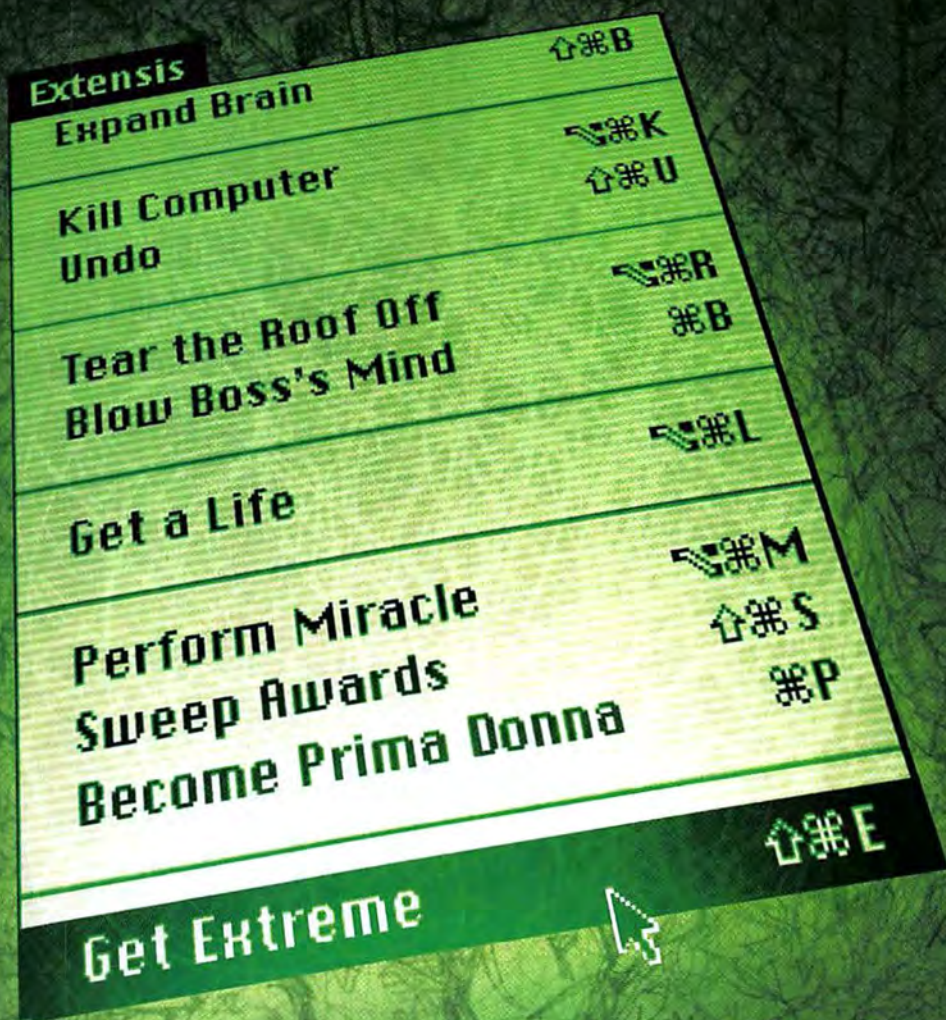 Extensis
Expand Brain ⇧⌘B
Kill Computer ⌥⌘K
Undo ⇧⌘U
Tear the Roof Off ⌥⌘R
Blow Boss's Mind ⌘B
Get a Life ⌥⌘L
Perform Miracle ⌥⌘M
Sweep Awards ⇧⌘S
Become Prima Donna ⌘P
Get Extreme ⇧⌘E